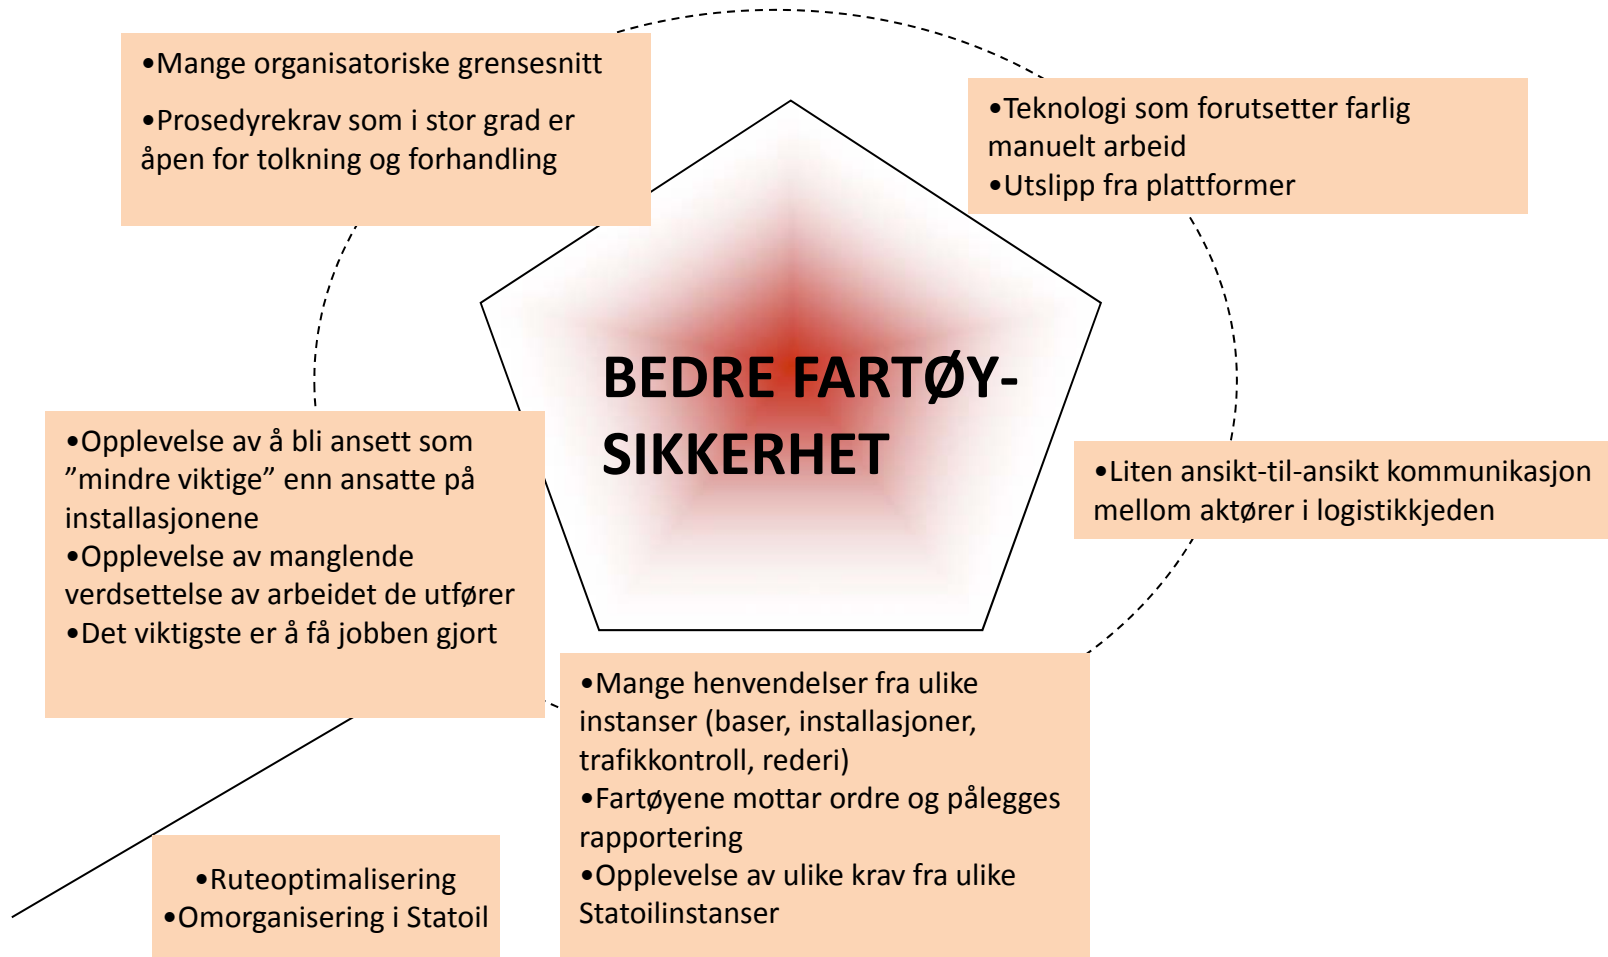 •Mange organisatoriske grensesnitt
•Prosedyrekrav som i stor grad er
åpen for tolkning og forhandling
•Teknologi som forutsetter farlig
manuelt arbeid
•Utslipp fra plattformer
BEDRE FARTØY-
SIKKERHET
•Opplevelse av å bli ansett som
”mindre viktige” enn ansatte på
installasjonene
•Opplevelse av manglende
verdsettelse av arbeidet de utfører
•Det viktigste er å få jobben gjort
•Liten ansikt-til-ansikt kommunikasjon
mellom aktører i logistikkjeden
•Mange henvendelser fra ulike
instanser (baser, installasjoner,
trafikkontroll, rederi)
•Fartøyene mottar ordre og pålegges
rapportering
•Opplevelse av ulike krav fra ulike
Statoilinstanser
•Ruteoptimalisering
•Omorganisering i Statoil